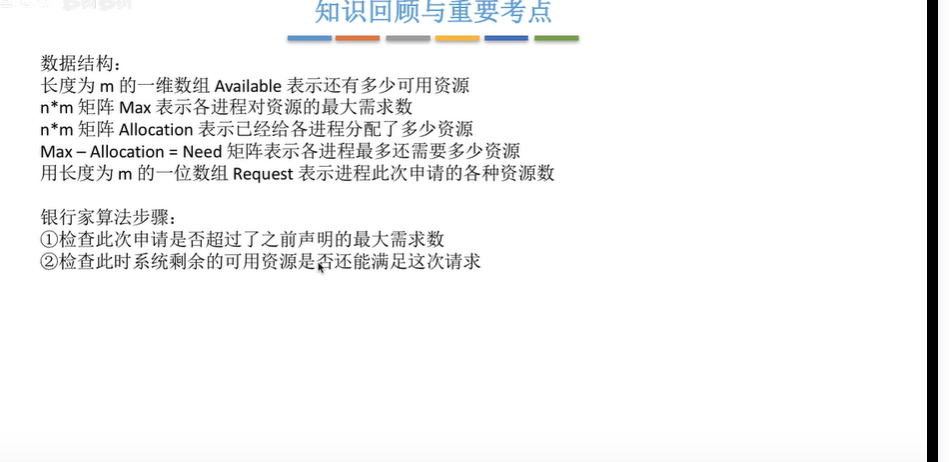 知识回顾与重要考点
数据结构：
长度为 m 的一维数组 Available 表示还有多少可用资源
n*m 矩阵 Max 表示各进程对资源的最大需求数
n*m 矩阵 Allocation 表示已经给各进程分配了多少资源
Max – Allocation = Need 矩阵表示各进程最多还需要多少资源
用长度为 m 的一位数组 Request 表示进程此次申请的各种资源数
银行家算法步骤：
①检查此次申请是否超过了之前声明的最大需求数
②检查此时系统剩余的可用资源是否还能满足这次请求